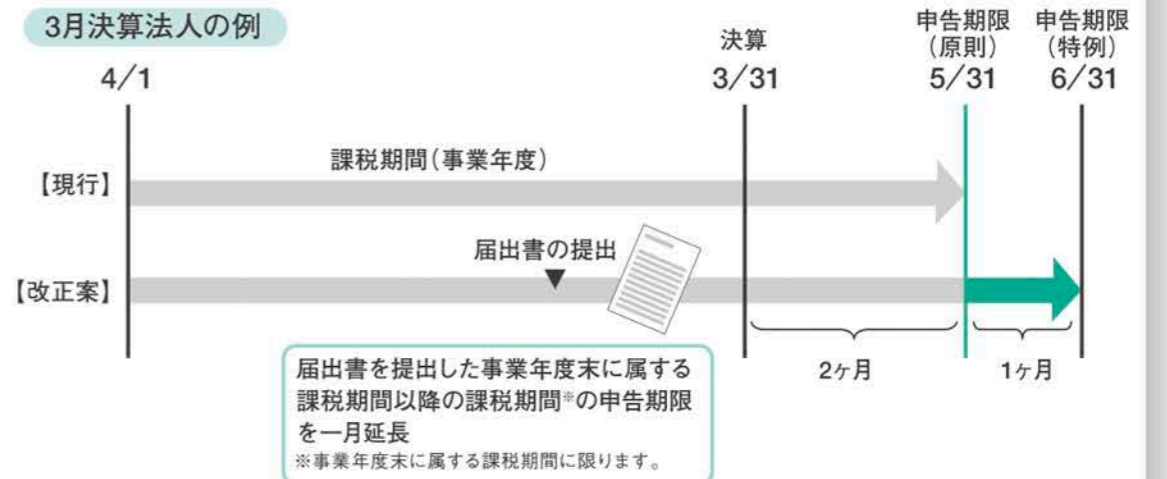 3月決算法人の例
4/1
決算
3/31
申告期限
(原則)
5/31
申告期限
(特例)
6/31
課税期間(事業年度)
【現行】
届出書の提出
▼
【改正案】
2ヶ月
1ヶ月
届出書を提出した事業年度末に属する
課税期間以降の課税期間※の申告期限
を一月延長
※事業年度末に属する課税期間に限ります。